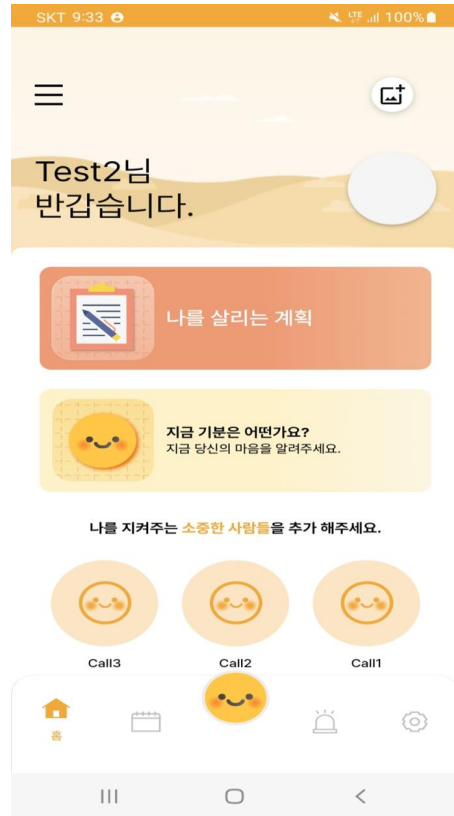 SKT 9:33 LTE 100%
Test2님
반갑습니다.
나를 살리는 계획
지금 기분은 어떤가요?
지금 당신의 마음을 알려주세요.
나를 지켜주는 소중한 사람들을 추가 해주세요.
Call3 Call2 Call1
홈